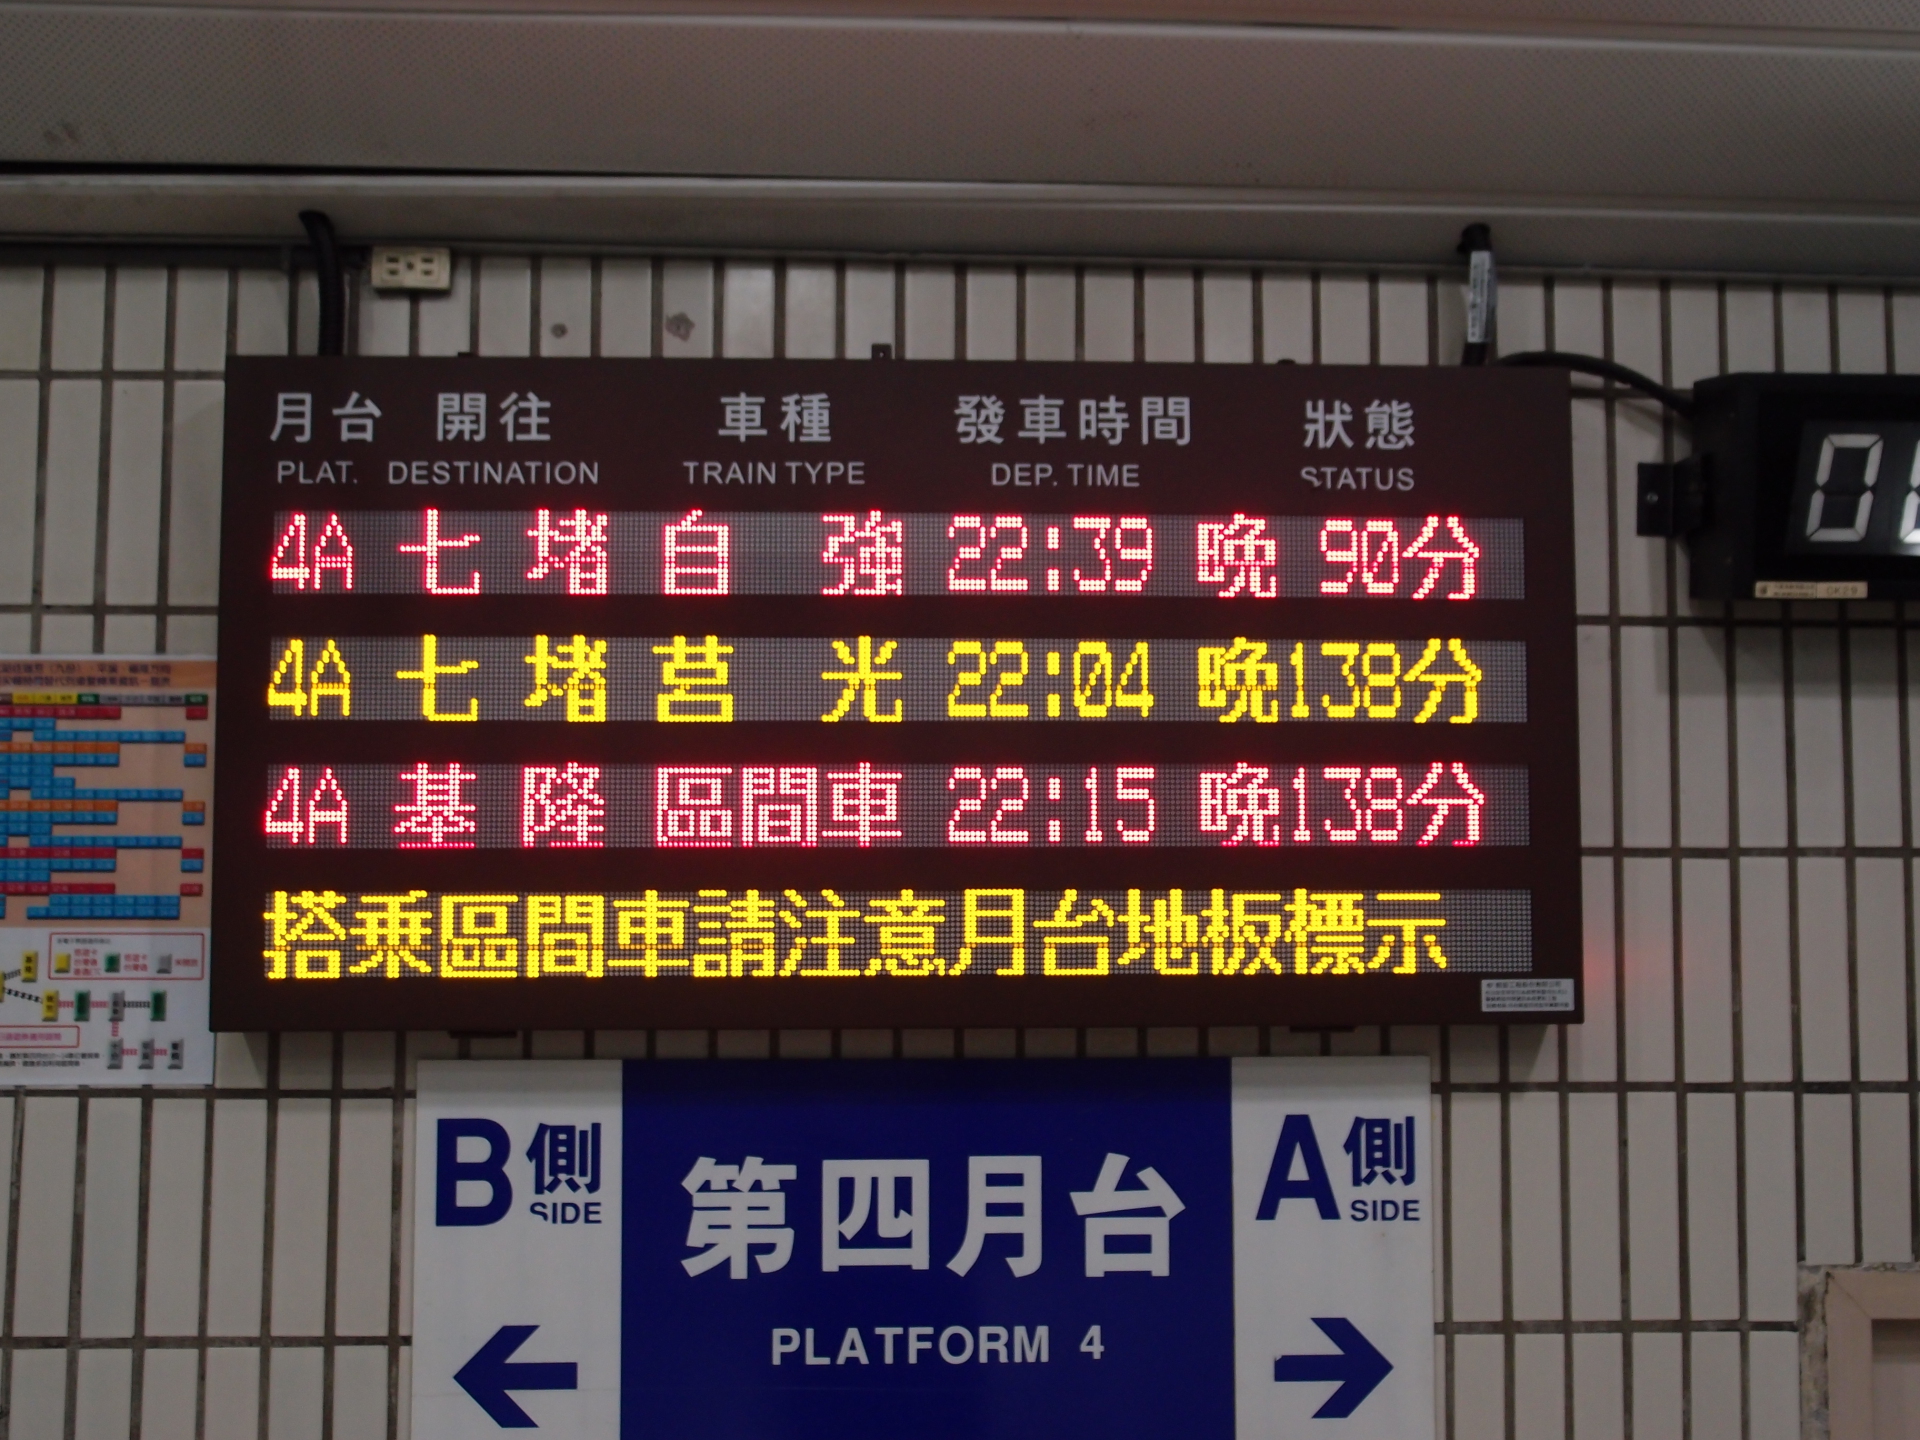 月台 開往 車種 發車時間 狀態
PLAT. DESTINATION TRAIN TYPE DEP. TIME STATUS
4A 七堵 自強 22:39 晚 90分
4A 七堵 莒光 22:04 晚138分
4A 基隆 區間車 22:15 晚138分
搭乘區間車請注意月台地板標示
B側 SIDE
第四月台
PLATFORM 4
A側 SIDE